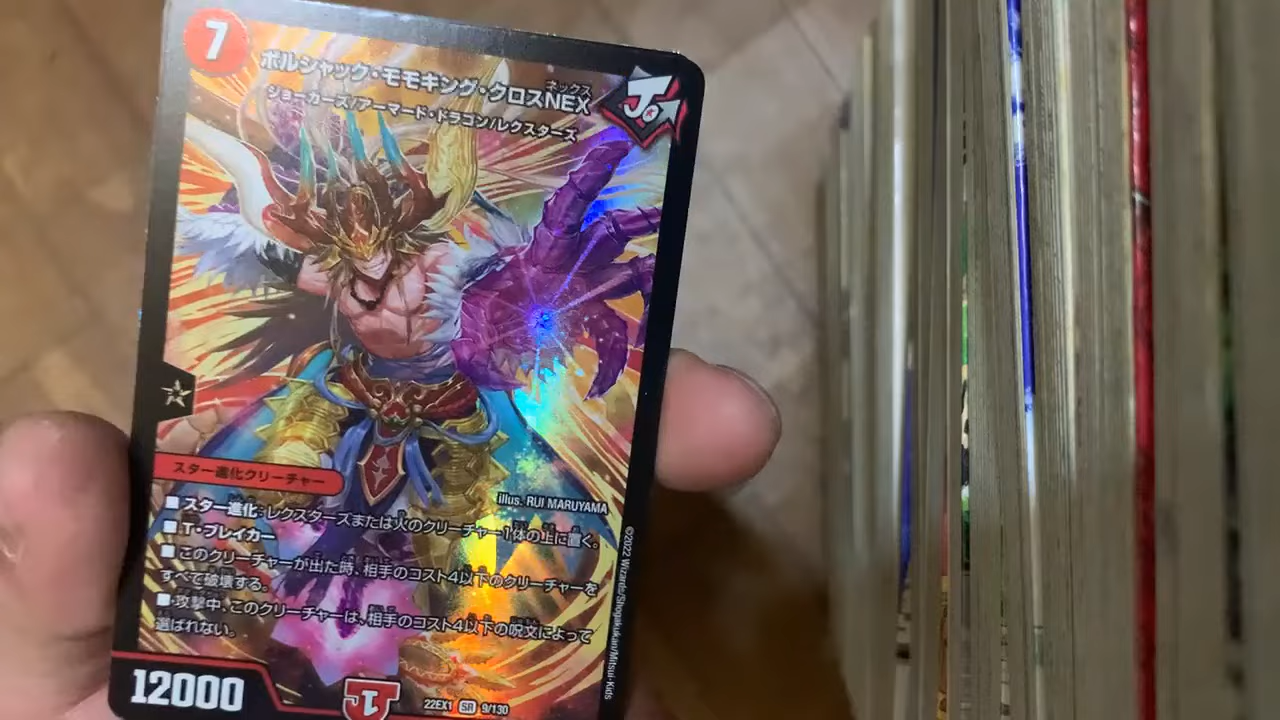 7
ボルシャック・モモキング・クロスNEX
ネックス
ジョーカーズ/アーマード・ドラゴン/レクスターズ
スター進化クリーチャー
illus. RUI MARUYAMA
■スター進化：レクスターズまたは火のクリーチャー1体の上に置く。
■T・ブレイカー
■このクリーチャーが出た時、相手のコスト4以下のクリーチャーを
すべて破壊する。
■攻撃中、このクリーチャーは、相手のコスト4以下の呪文によって
選ばれない。
©2022 Wizards/Shogakukan/Mitsui-Kids
12000
1
22EX1 SR 9/130